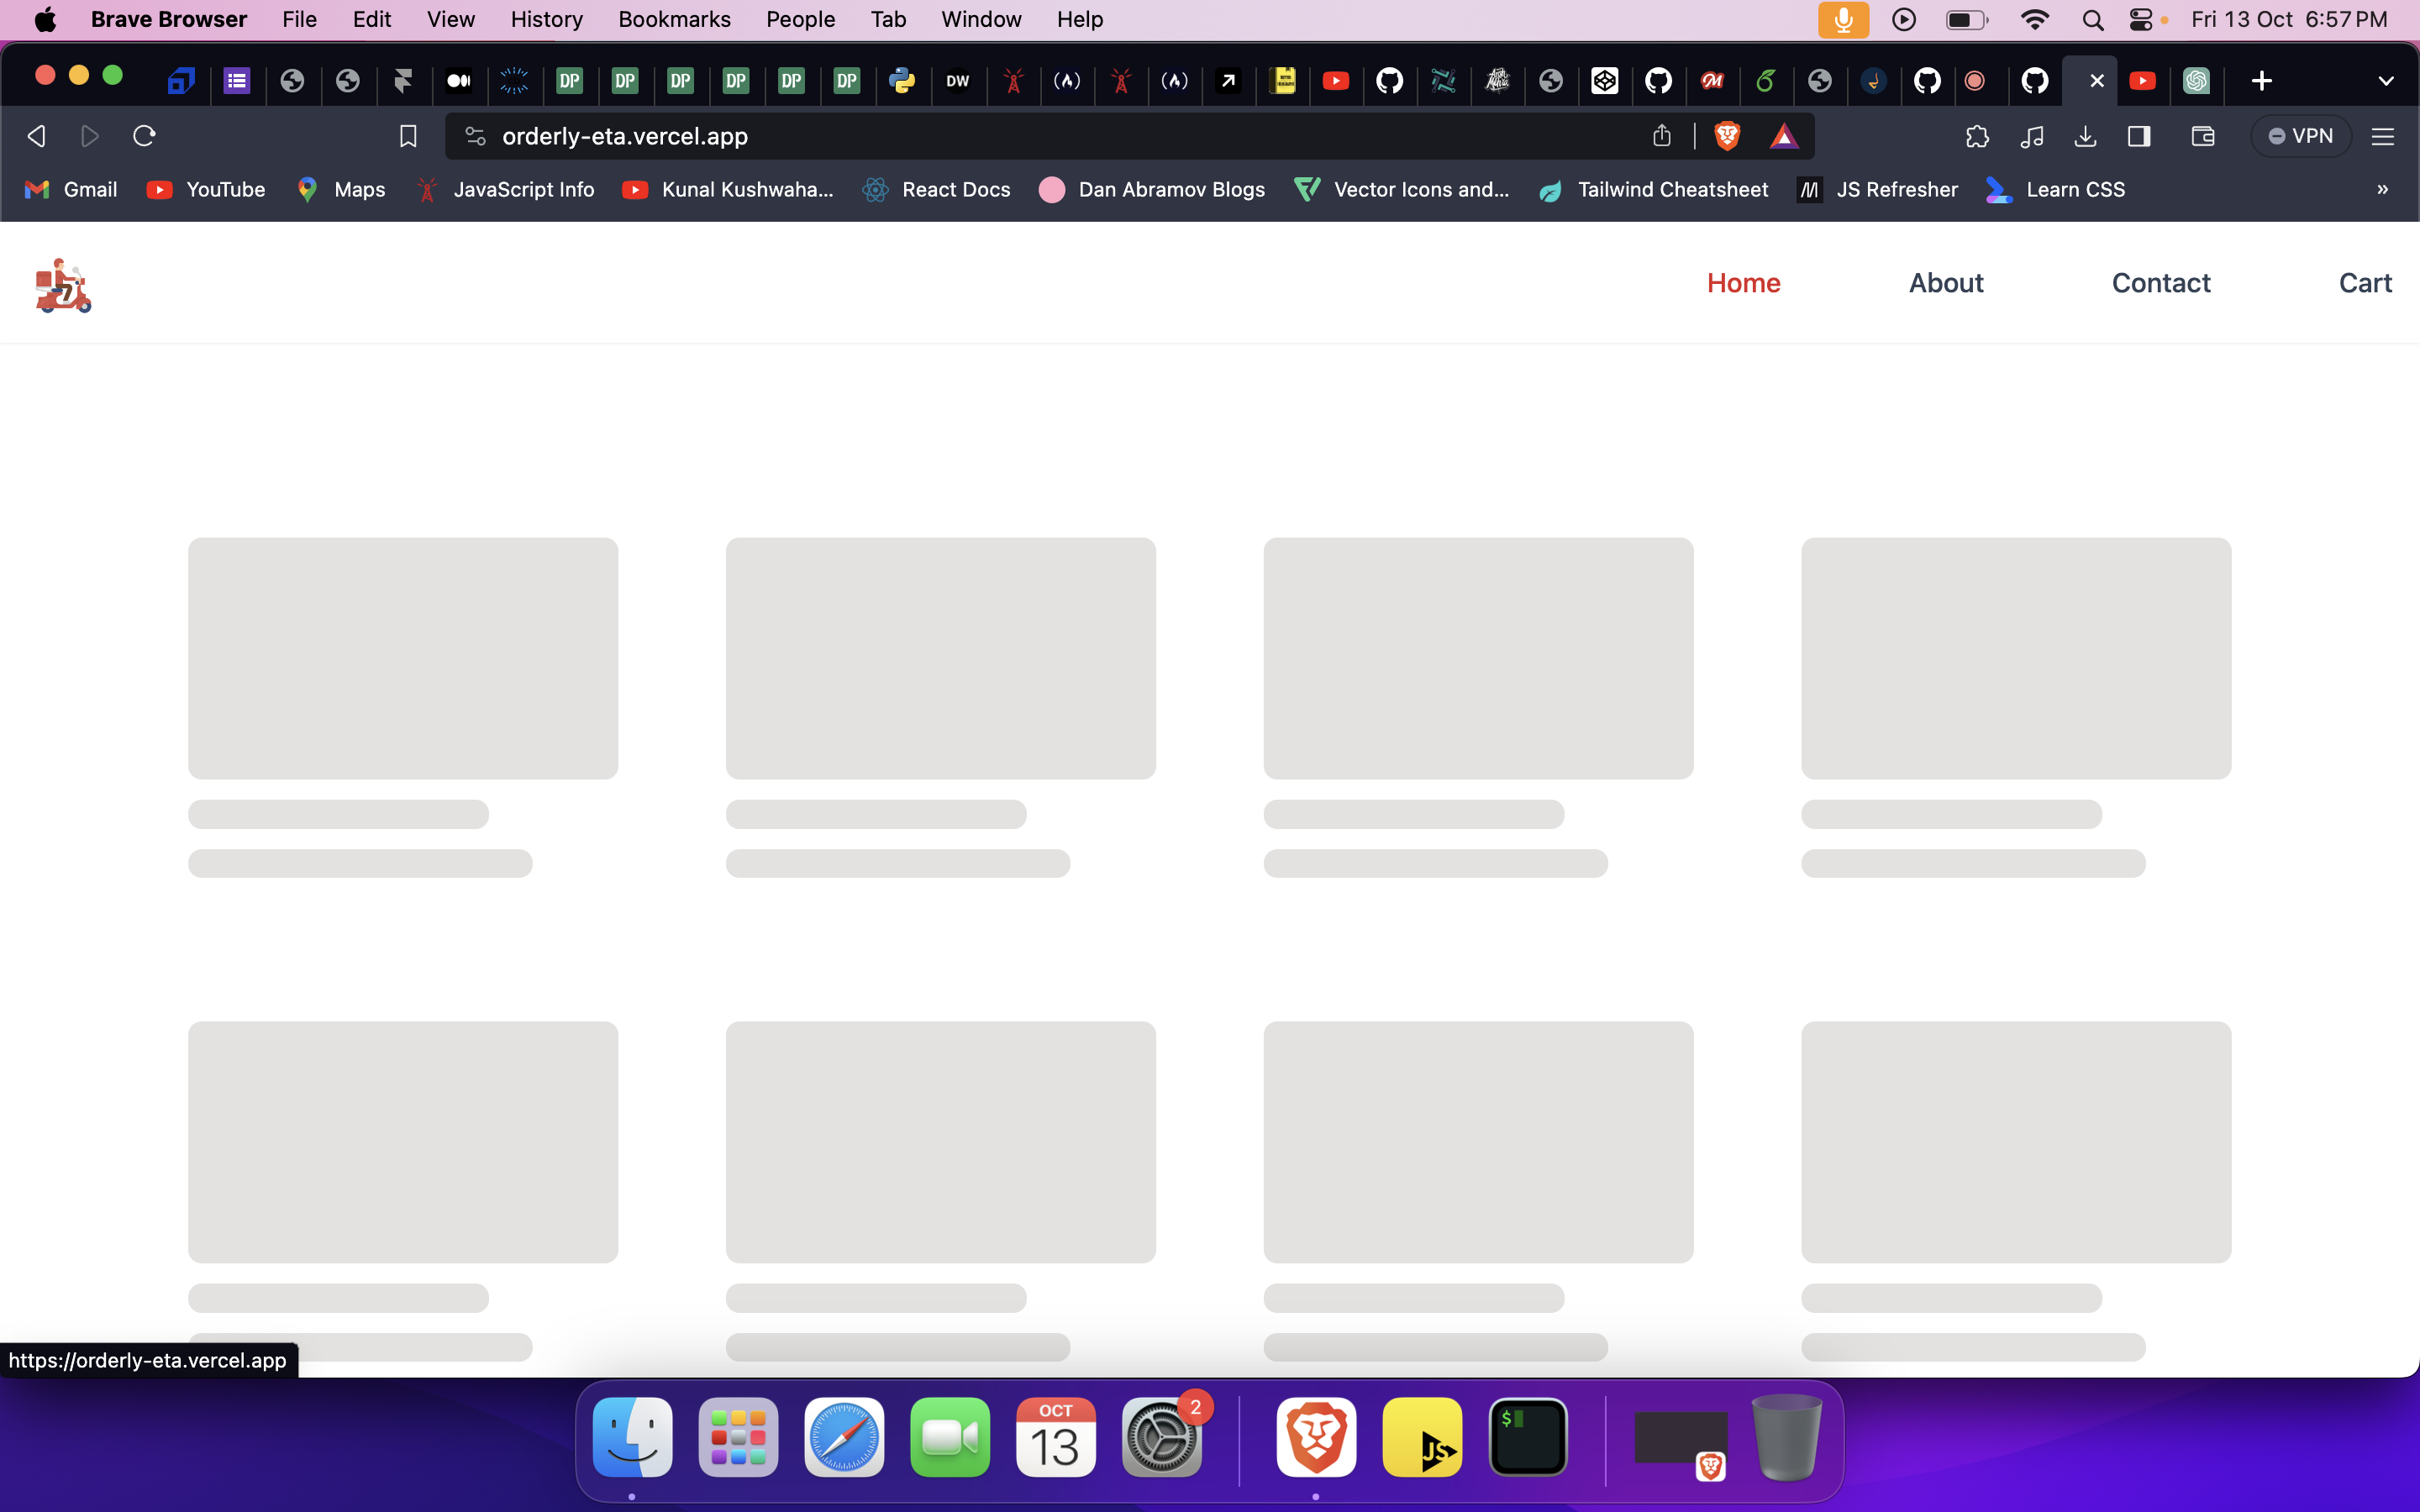 Brave Browser File Edit View History Bookmarks People Tab Window Help Fri 13 Oct 6:57 PM
DP DP DP DP DP DP DW
orderly-eta.vercel.app VPN
Gmail YouTube Maps JavaScript Info Kunal Kushwaha... React Docs Dan Abramov Blogs Vector Icons and... Tailwind Cheatsheet JS Refresher Learn CSS »
Home About Contact Cart
https://orderly-eta.vercel.app
OCT 2
13 JS $